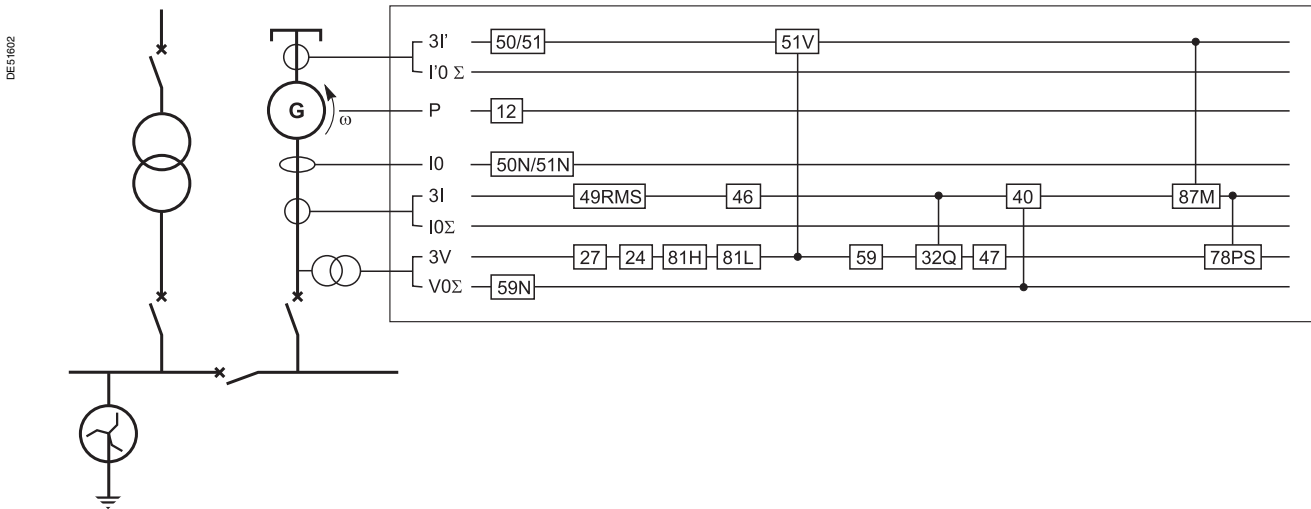 DE51602
3I' 50/51 51V
I'0 Σ
G ω P 12
I0 50N/51N
3I 49RMS 46 40 87M
I0Σ
3V 27 24 81H 81L 59 32Q 47 78PS
V0Σ 59N